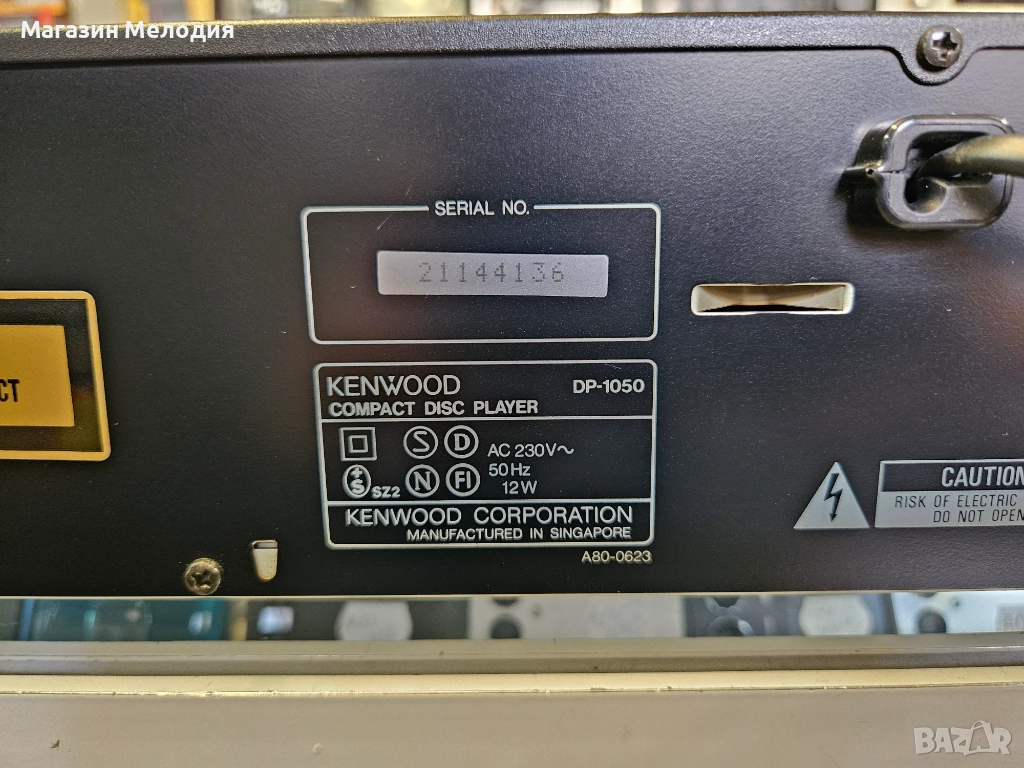 Магазин Мелодия
SERIAL NO.
21144136
CT
KENWOOD DP-1050
COMPACT DISC PLAYER
S D AC 230V~
50Hz
S SZ2 N FI 12W
KENWOOD CORPORATION
MANUFACTURED IN SINGAPORE
A80-0623
CAUTION
RISK OF ELECTRIC
DO NOT OPEN
BAZAR